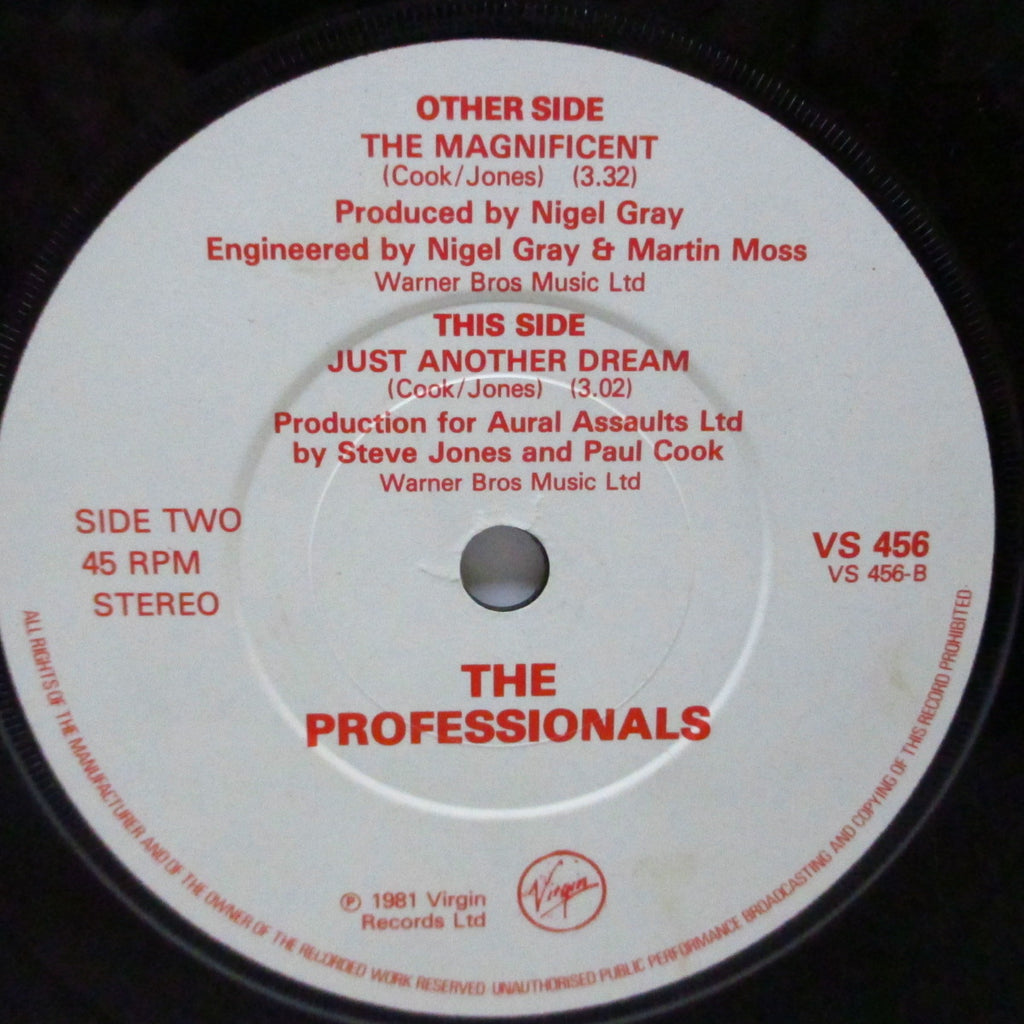 OTHER SIDE
THE MAGNIFICENT
(Cook/Jones) (3.32)
Produced by Nigel Gray
Engineered by Nigel Gray & Martin Moss
Warner Bros Music Ltd
THIS SIDE
JUST ANOTHER DREAM
(Cook/Jones) (3.02)
Production for Aural Assaults Ltd
by Steve Jones and Paul Cook
Warner Bros Music Ltd
SIDE TWO
45 RPM
STEREO
VS 456
VS 456-B
THE
PROFESSIONALS
℗ 1981 Virgin
Records Ltd
Virgin
ALL RIGHTS OF THE MANUFACTURER AND OF THE OWNER OF THE RECORDED WORK RESERVED UNAUTHORISED PUBLIC PERFORMANCE BROADCASTING AND COPYING OF THIS RECORD PROHIBITED